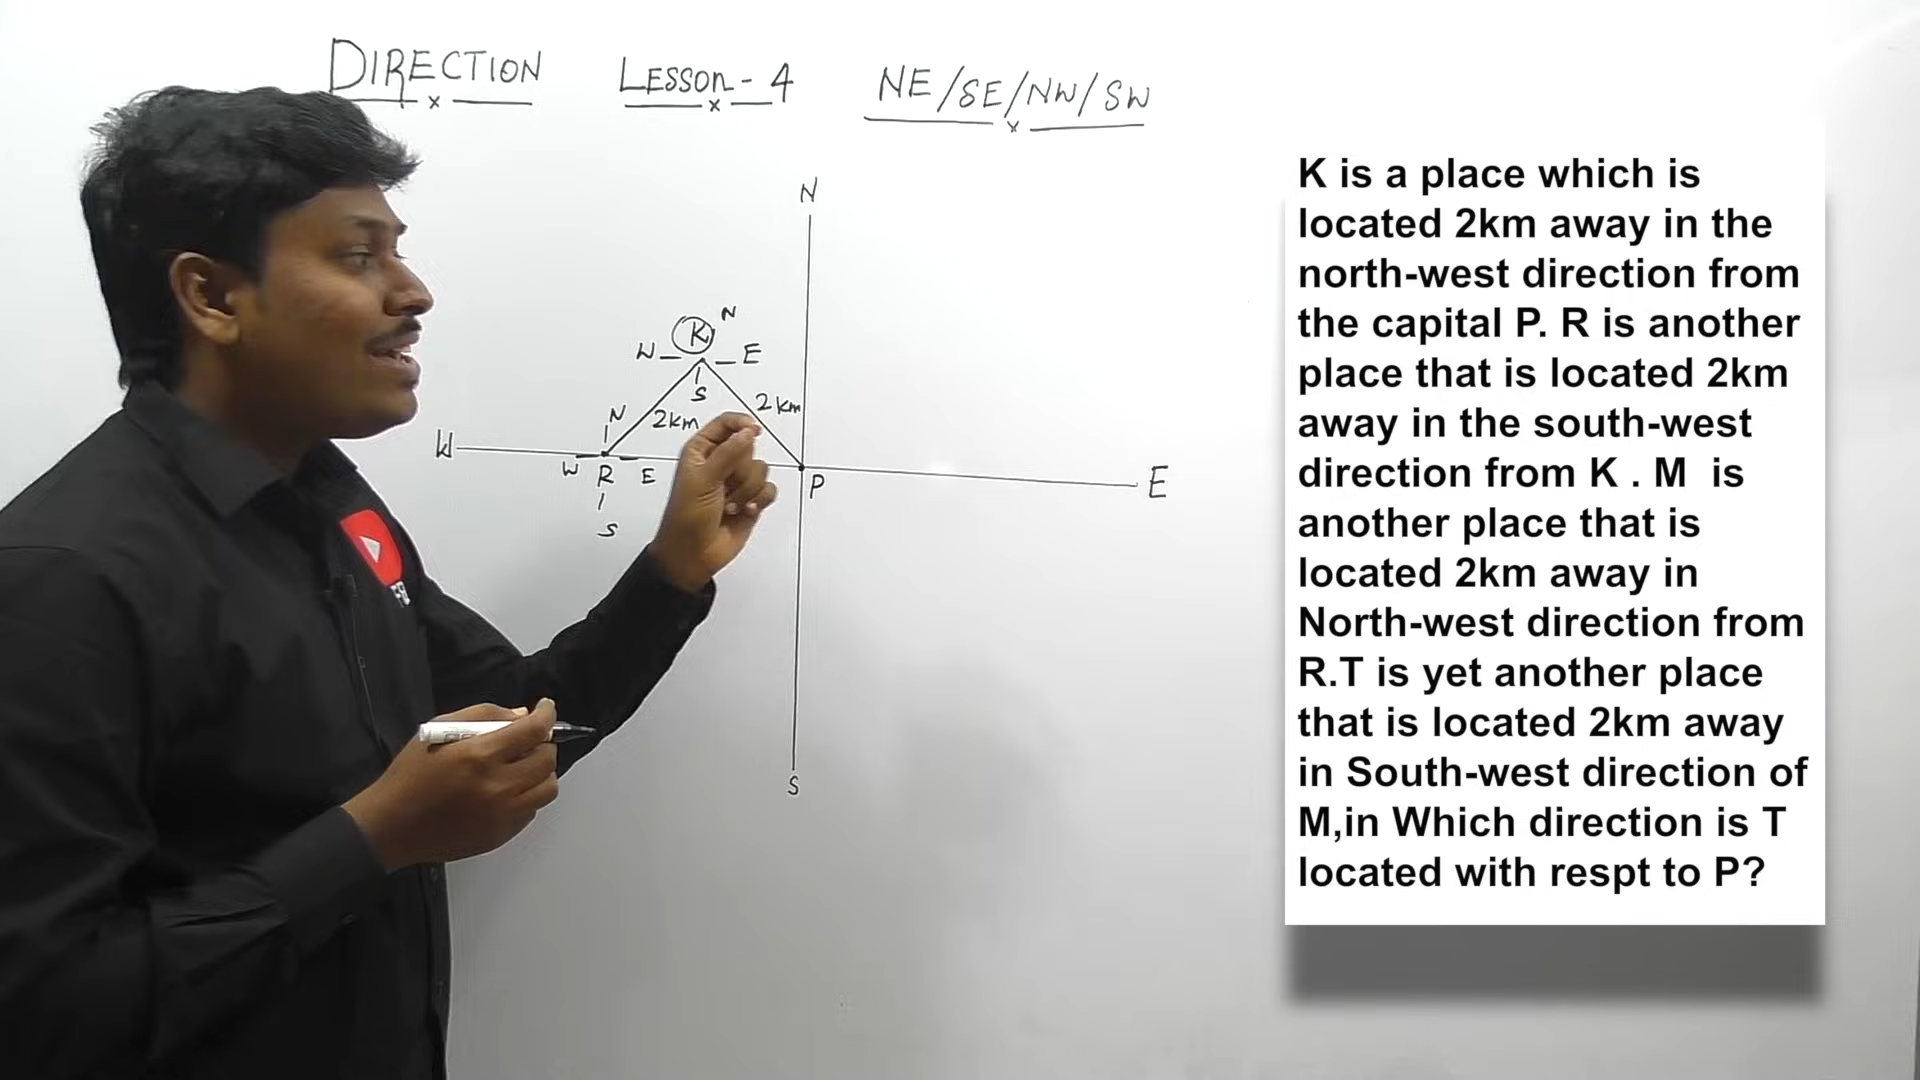 DIRECTION LESSON - 4 NE/SE/NW/SW
N
K N
W E
S
2km
N 2km
W
W R E
P
E
S
S
K is a place which is
located 2km away in the
north-west direction from
the capital P. R is another
place that is located 2km
away in the south-west
direction from K . M is
another place that is
located 2km away in
North-west direction from
R.T is yet another place
that is located 2km away
in South-west direction of
M,in Which direction is T
located with respt to P?